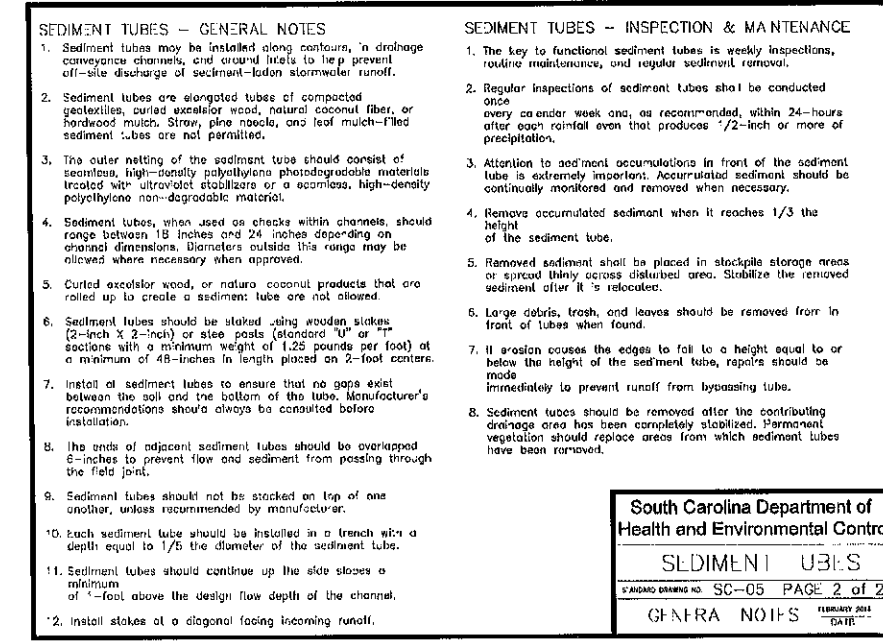 SEDIMENT TUBES – GENERAL NOTES
1. Sediment tubes may be installed along contours, in drainage
conveyance channels, and around inlets to help prevent
off-site discharge of sediment-laden stormwater runoff.
2. Sediment tubes are elongated tubes of compacted
geotextiles, curled excelsior wood, natural coconut fiber, or
hardwood mulch. Straw, pine needle, and leaf mulch-filled
sediment tubes are not permitted.
3. The outer netting of the sediment tube should consist of
seamless, high-density polyethylene photodegradable materials
treated with ultraviolet stabilizers or a seamless, high-density
polyethylene non-degradable material.
4. Sediment tubes, when used as checks within channels, should
range between 18 inches and 24 inches depending on
channel dimensions. Diameters outside this range may be
allowed where necessary when approved.
5. Curled excelsior wood, or natural coconut products that are
rolled up to create a sediment tube are not allowed.
6. Sediment tubes should be staked using wooden stakes
(2-inch X 2-inch) or steel posts (standard "U" or "T"
sections with a minimum weight of 1.25 pounds per foot) at
a minimum of 48-inches in length placed on 2-foot centers.
7. Install all sediment tubes to ensure that no gaps exist
between the soil and the bottom of the tube. Manufacturer's
recommendations should always be consulted before
installation.
8. The ends of adjacent sediment tubes should be overlapped
6-inches to prevent flow and sediment from passing through
the field joint.
9. Sediment tubes should not be stacked on top of one
another, unless recommended by manufacturer.
10. Each sediment tube should be installed in a trench with a
depth equal to 1/5 the diameter of the sediment tube.
11. Sediment tubes should continue up the side slopes a
minimum
of 1-foot above the design flow depth of the channel.
12. Install stakes at a diagonal facing incoming runoff.
SEDIMENT TUBES – INSPECTION & MAINTENANCE
1. The key to functional sediment tubes is weekly inspections,
routine maintenance, and regular sediment removal.
2. Regular inspections of sediment tubes shall be conducted
once
every calendar week and, as recommended, within 24-hours
after each rainfall even that produces 1/2-inch or more of
precipitation.
3. Attention to sediment accumulations in front of the sediment
tube is extremely important. Accumulated sediment should be
continually monitored and removed when necessary.
4. Remove accumulated sediment when it reaches 1/3 the
height
of the sediment tube.
5. Removed sediment shall be placed in stockpile storage areas
or spread thinly across disturbed area. Stabilize the removed
sediment after it is relocated.
6. Large debris, trash, and leaves should be removed from in
front of tubes when found.
7. If erosion causes the edges to fall to a height equal to or
below the height of the sediment tube, repairs should be
made
immediately to prevent runoff from bypassing tube.
8. Sediment tubes should be removed after the contributing
drainage area has been completely stabilized. Permanent
vegetation should replace areas from which sediment tubes
have been removed.
South Carolina Department of
Health and Environmental Contro
SEDIMENT TUBES
STANDARD DRAWING NO. SC-05 PAGE 2 of 2
GENERAL NOTES FEBRUARY 2014
DATE